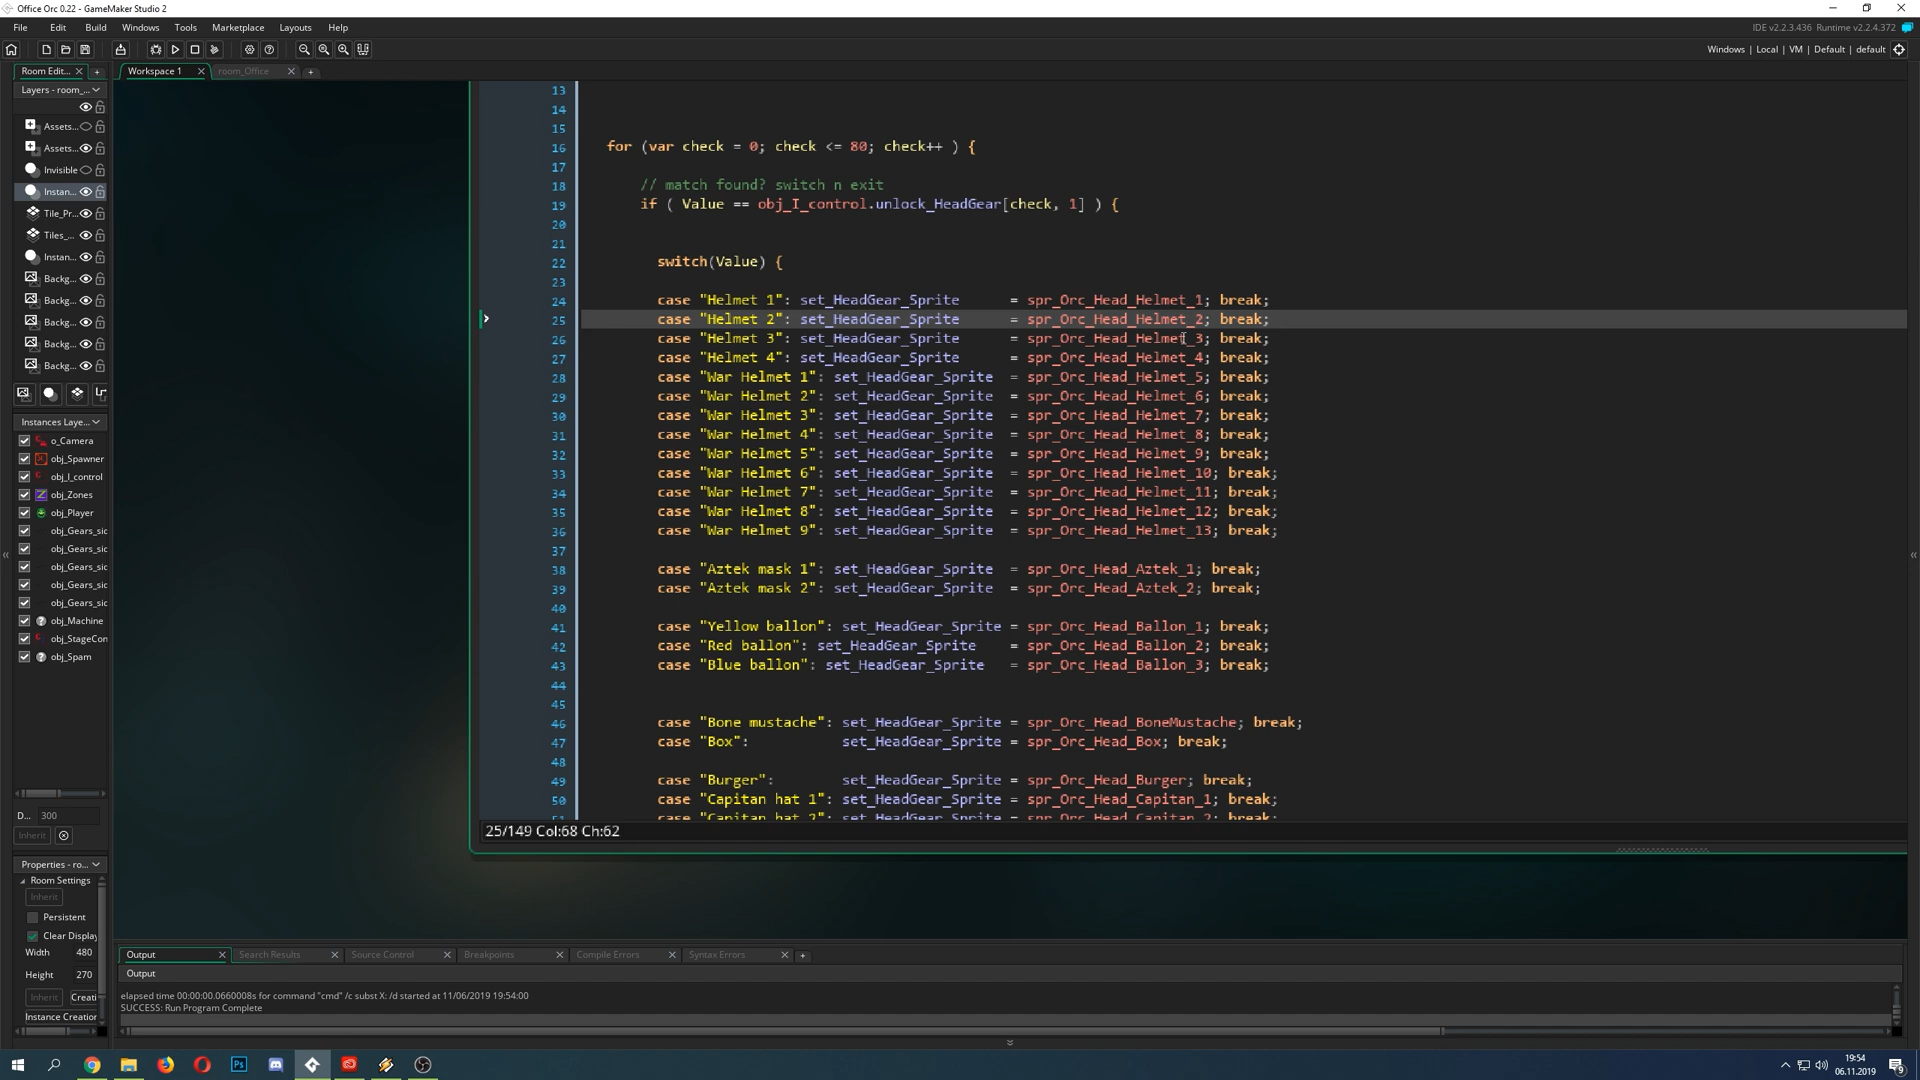 Office Orc 0.22 - GameMaker Studio 2
File Edit Build Windows Tools Marketplace Layouts Help
IDE v2.2.3.436 Runtime v2.2.4.372
Windows | Local | VM | Default | default
Room Edit...
Workspace 1
room_Office
Layers - room_...
Assets...
Assets...
Invisible
Instan...
Tile_Pr...
Tiles_...
Instan...
Backg...
Backg...
Backg...
Backg...
Backg...
Instances Laye...
o_Camera
obj_Spawner
obj_I_control
obj_Zones
obj_Player
obj_Gears_sid
obj_Gears_sid
obj_Gears_sid
obj_Gears_sid
obj_Gears_sid
obj_Machine
obj_StageCon
obj_Spam
D... 300
Inherit
Properties - ro...
Room Settings
Inherit
Persistent
Clear Display
Width 480
Height 270
Inherit Creati
Instance Creation
13
14
15
16 for (var check = 0; check <= 80; check++ ) {
17
18 // match found? switch n exit
19 if ( Value == obj_I_control.unlock_HeadGear[check, 1] ) {
20
21
22 switch(Value) {
23
24 case "Helmet 1": set_HeadGear_Sprite = spr_Orc_Head_Helmet_1; break;
25 case "Helmet 2": set_HeadGear_Sprite = spr_Orc_Head_Helmet_2; break;
26 case "Helmet 3": set_HeadGear_Sprite = spr_Orc_Head_Helmet_3; break;
27 case "Helmet 4": set_HeadGear_Sprite = spr_Orc_Head_Helmet_4; break;
28 case "War Helmet 1": set_HeadGear_Sprite = spr_Orc_Head_Helmet_5; break;
29 case "War Helmet 2": set_HeadGear_Sprite = spr_Orc_Head_Helmet_6; break;
30 case "War Helmet 3": set_HeadGear_Sprite = spr_Orc_Head_Helmet_7; break;
31 case "War Helmet 4": set_HeadGear_Sprite = spr_Orc_Head_Helmet_8; break;
32 case "War Helmet 5": set_HeadGear_Sprite = spr_Orc_Head_Helmet_9; break;
33 case "War Helmet 6": set_HeadGear_Sprite = spr_Orc_Head_Helmet_10; break;
34 case "War Helmet 7": set_HeadGear_Sprite = spr_Orc_Head_Helmet_11; break;
35 case "War Helmet 8": set_HeadGear_Sprite = spr_Orc_Head_Helmet_12; break;
36 case "War Helmet 9": set_HeadGear_Sprite = spr_Orc_Head_Helmet_13; break;
37
38 case "Aztek mask 1": set_HeadGear_Sprite = spr_Orc_Head_Aztek_1; break;
39 case "Aztek mask 2": set_HeadGear_Sprite = spr_Orc_Head_Aztek_2; break;
40
41 case "Yellow ballon": set_HeadGear_Sprite = spr_Orc_Head_Ballon_1; break;
42 case "Red ballon": set_HeadGear_Sprite = spr_Orc_Head_Ballon_2; break;
43 case "Blue ballon": set_HeadGear_Sprite = spr_Orc_Head_Ballon_3; break;
44
45
46 case "Bone mustache": set_HeadGear_Sprite = spr_Orc_Head_BoneMustache; break;
47 case "Box": set_HeadGear_Sprite = spr_Orc_Head_Box; break;
48
49 case "Burger": set_HeadGear_Sprite = spr_Orc_Head_Burger; break;
50 case "Capitan hat 1": set_HeadGear_Sprite = spr_Orc_Head_Capitan_1; break;
51 case "Capitan hat 2": set_HeadGear_Sprite = spr_Orc_Head_Capitan_2; break;
25/149 Col:68 Ch:62
Output Search Results Source Control Breakpoints Compile Errors Syntax Errors
Output
elapsed time 00:00:00.0660008s for command "cmd" /c subst X: /d started at 11/06/2019 19:54:00
SUCCESS: Run Program Complete
Ps
19:54
06.11.2019
9